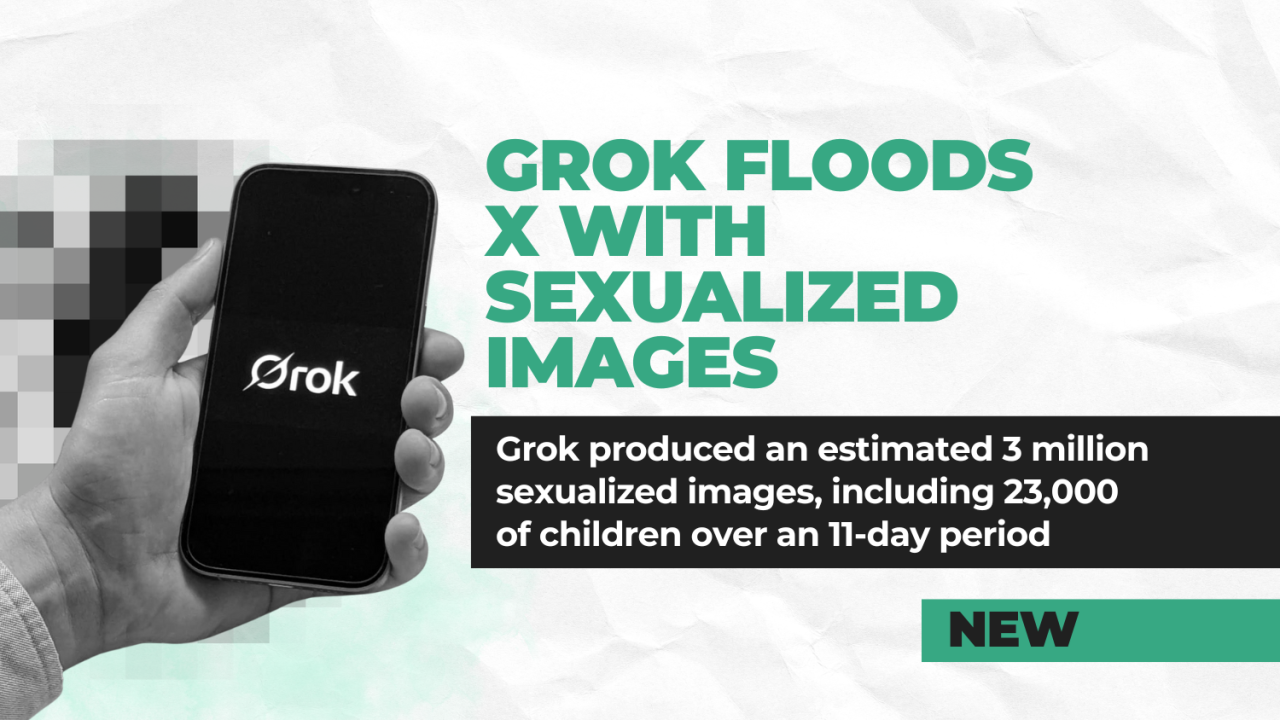 GROK FLOODS
X WITH
SEXUALIZED
IMAGES
Grok
Grok produced an estimated 3 million
sexualized images, including 23,000
of children over an 11-day period
NEW